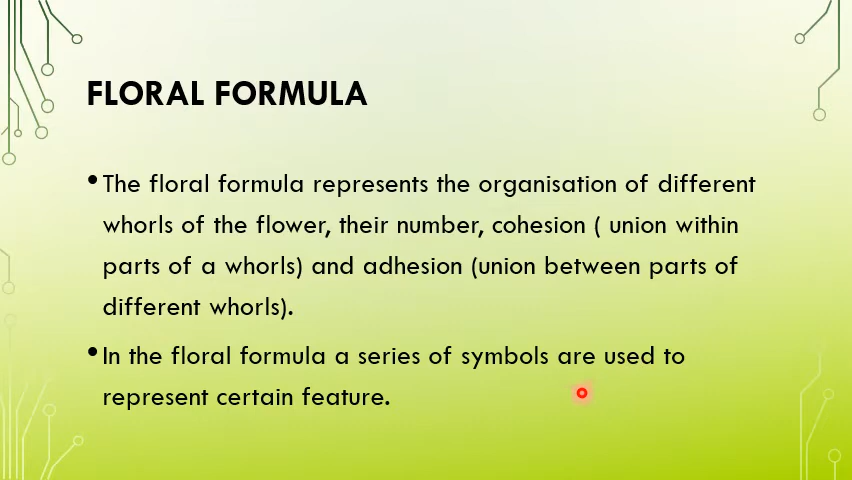 FLORAL FORMULA
•The floral formula represents the organisation of different
whorls of the flower, their number, cohesion ( union within
parts of a whorls) and adhesion (union between parts of
different whorls).
•In the floral formula a series of symbols are used to
represent certain feature.